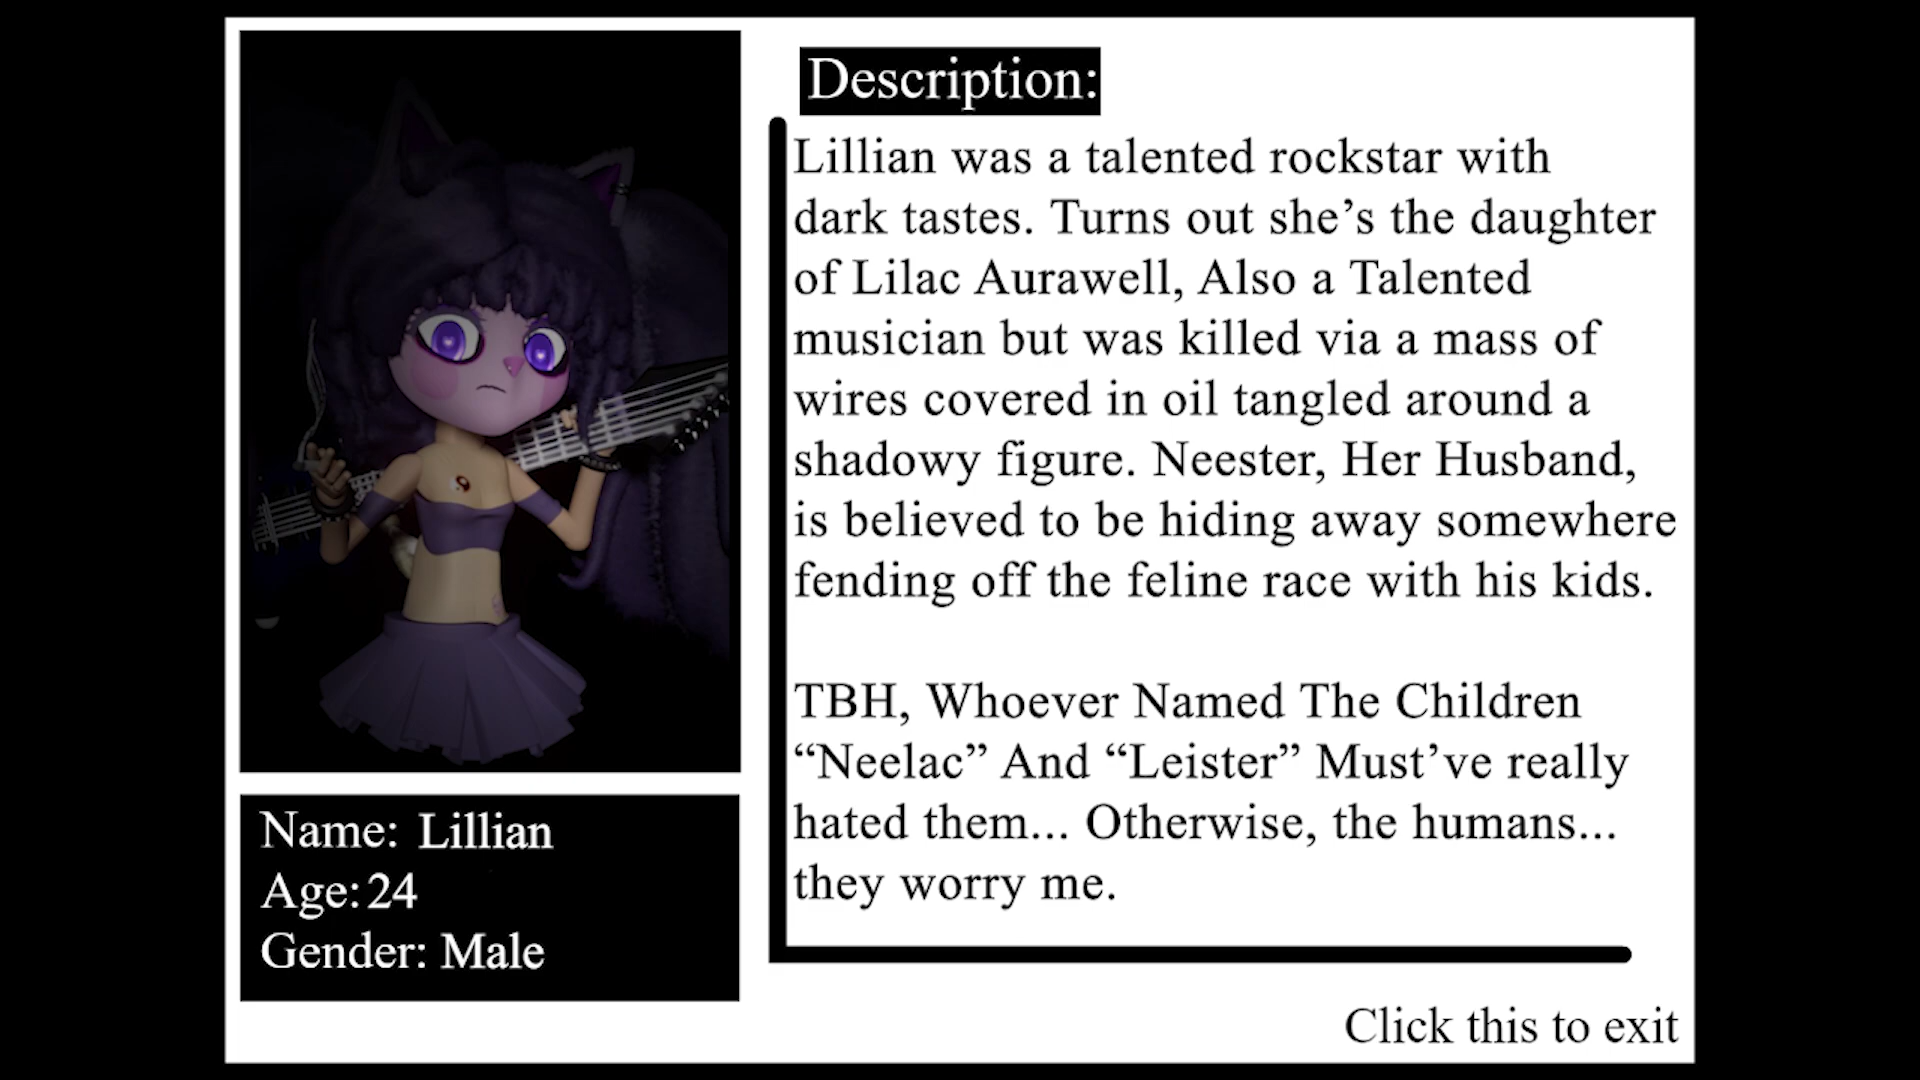 Description:
Lillian was a talented rockstar with
dark tastes. Turns out she’s the daughter
of Lilac Aurawell, Also a Talented
musician but was killed via a mass of
wires covered in oil tangled around a
shadowy figure. Neester, Her Husband,
is believed to be hiding away somewhere
fending off the feline race with his kids.
TBH, Whoever Named The Children
“Neelac” And “Leister” Must’ve really
hated them... Otherwise, the humans...
they worry me.
Name: Lillian
Age:24
Gender: Male
Click this to exit